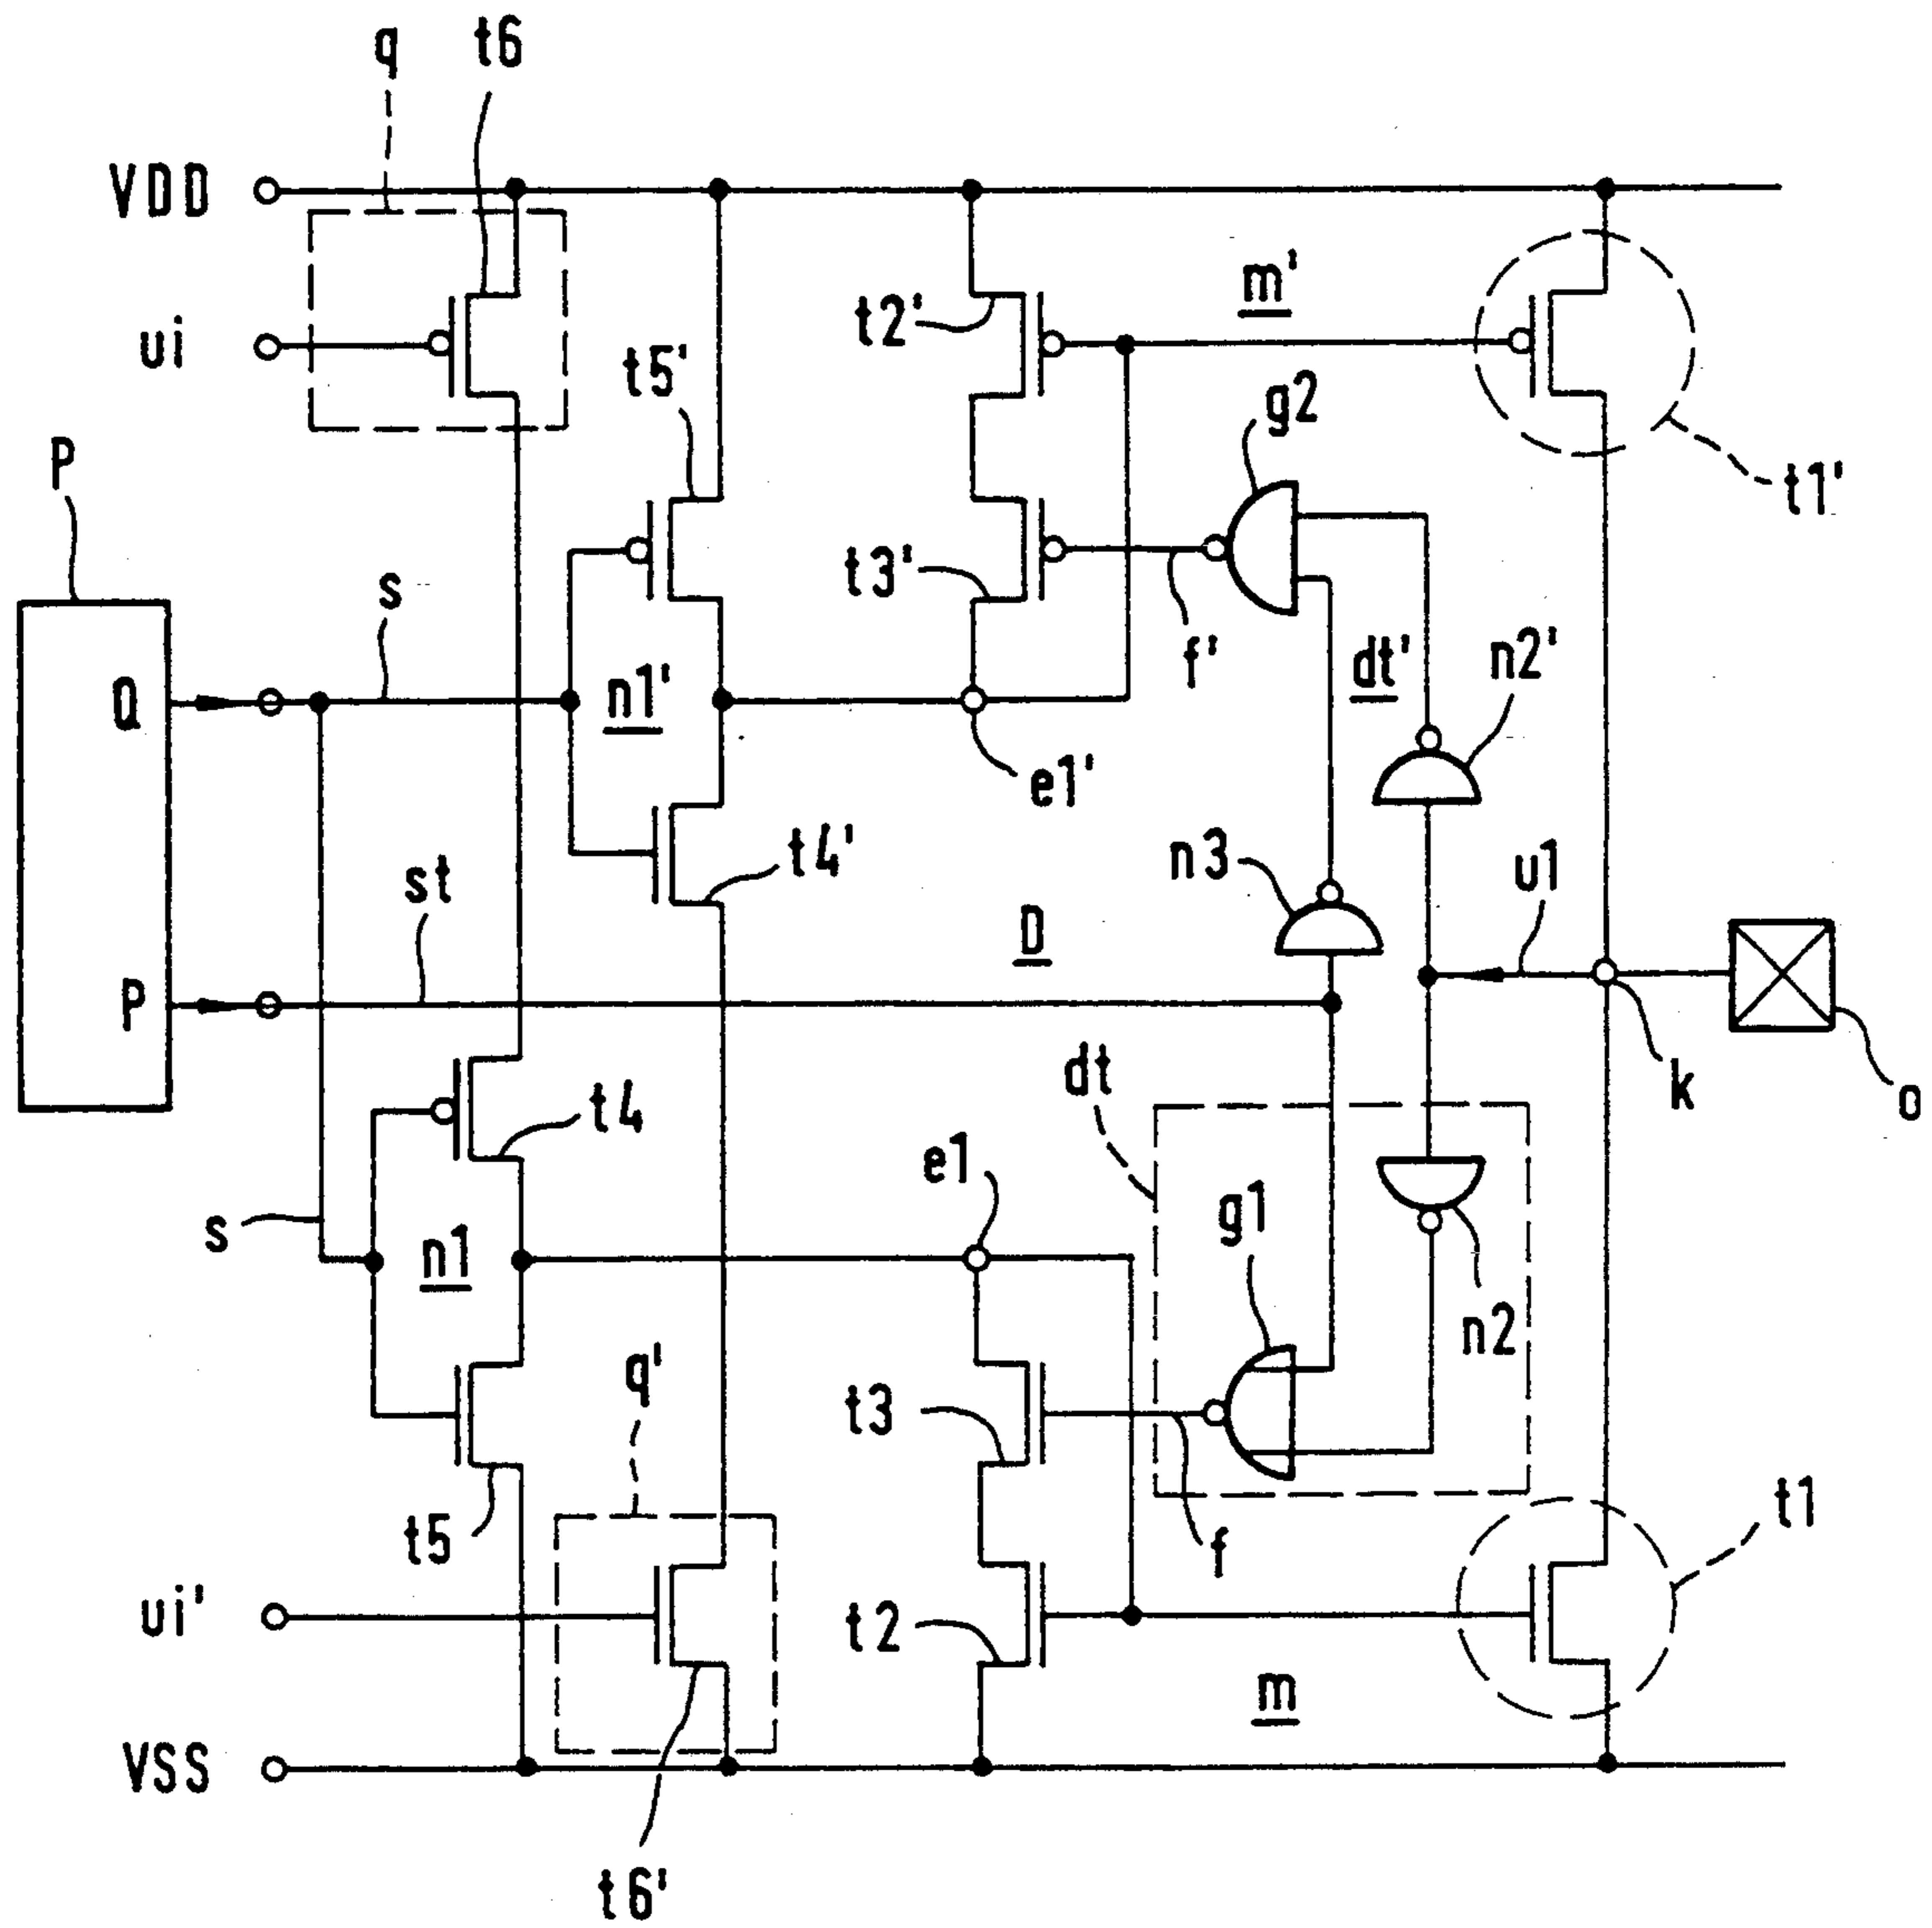 q
t6
VDD
m'
ui
t2'
t5'
g2
P
t1'
t3'
s
f'
dt'
n2'
Q
n1'
e1'
t4'
n3
u1
st
D
P
dt
k
o
t4
e1
g1
s
n1
n2
q'
t3
t1
t5
f
ui'
t2
m
VSS
t6'